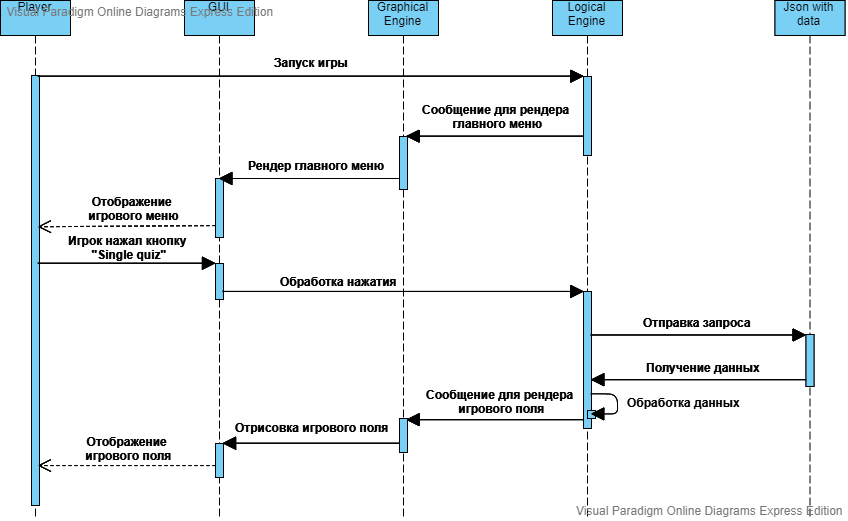 Player
GUI
Graphical
Engine
Logical
Engine
Json with
data
Visual Paradigm Online Diagrams Express Edition
Запуск игры
Сообщение для рендера
главного меню
Рендер главного меню
Отображение
игрового меню
Игрок нажал кнопку
"Single quiz"
Обработка нажатия
Отправка запроса
Получение данных
Сообщение для рендера
игрового поля
Обработка данных
Отрисовка игрового поля
Отображение
игрового поля
Visual Paradigm Online Diagrams Express Edition